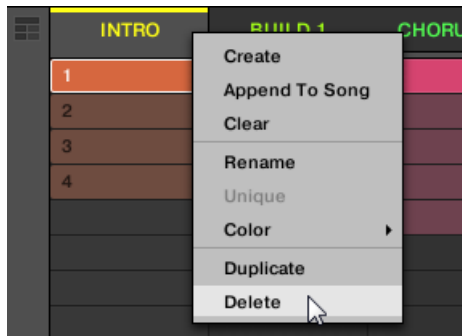 INTRO
BUILD 1
CHORU
1
2
3
4
Create
Append To Song
Clear
Rename
Unique
Color
Duplicate
Delete